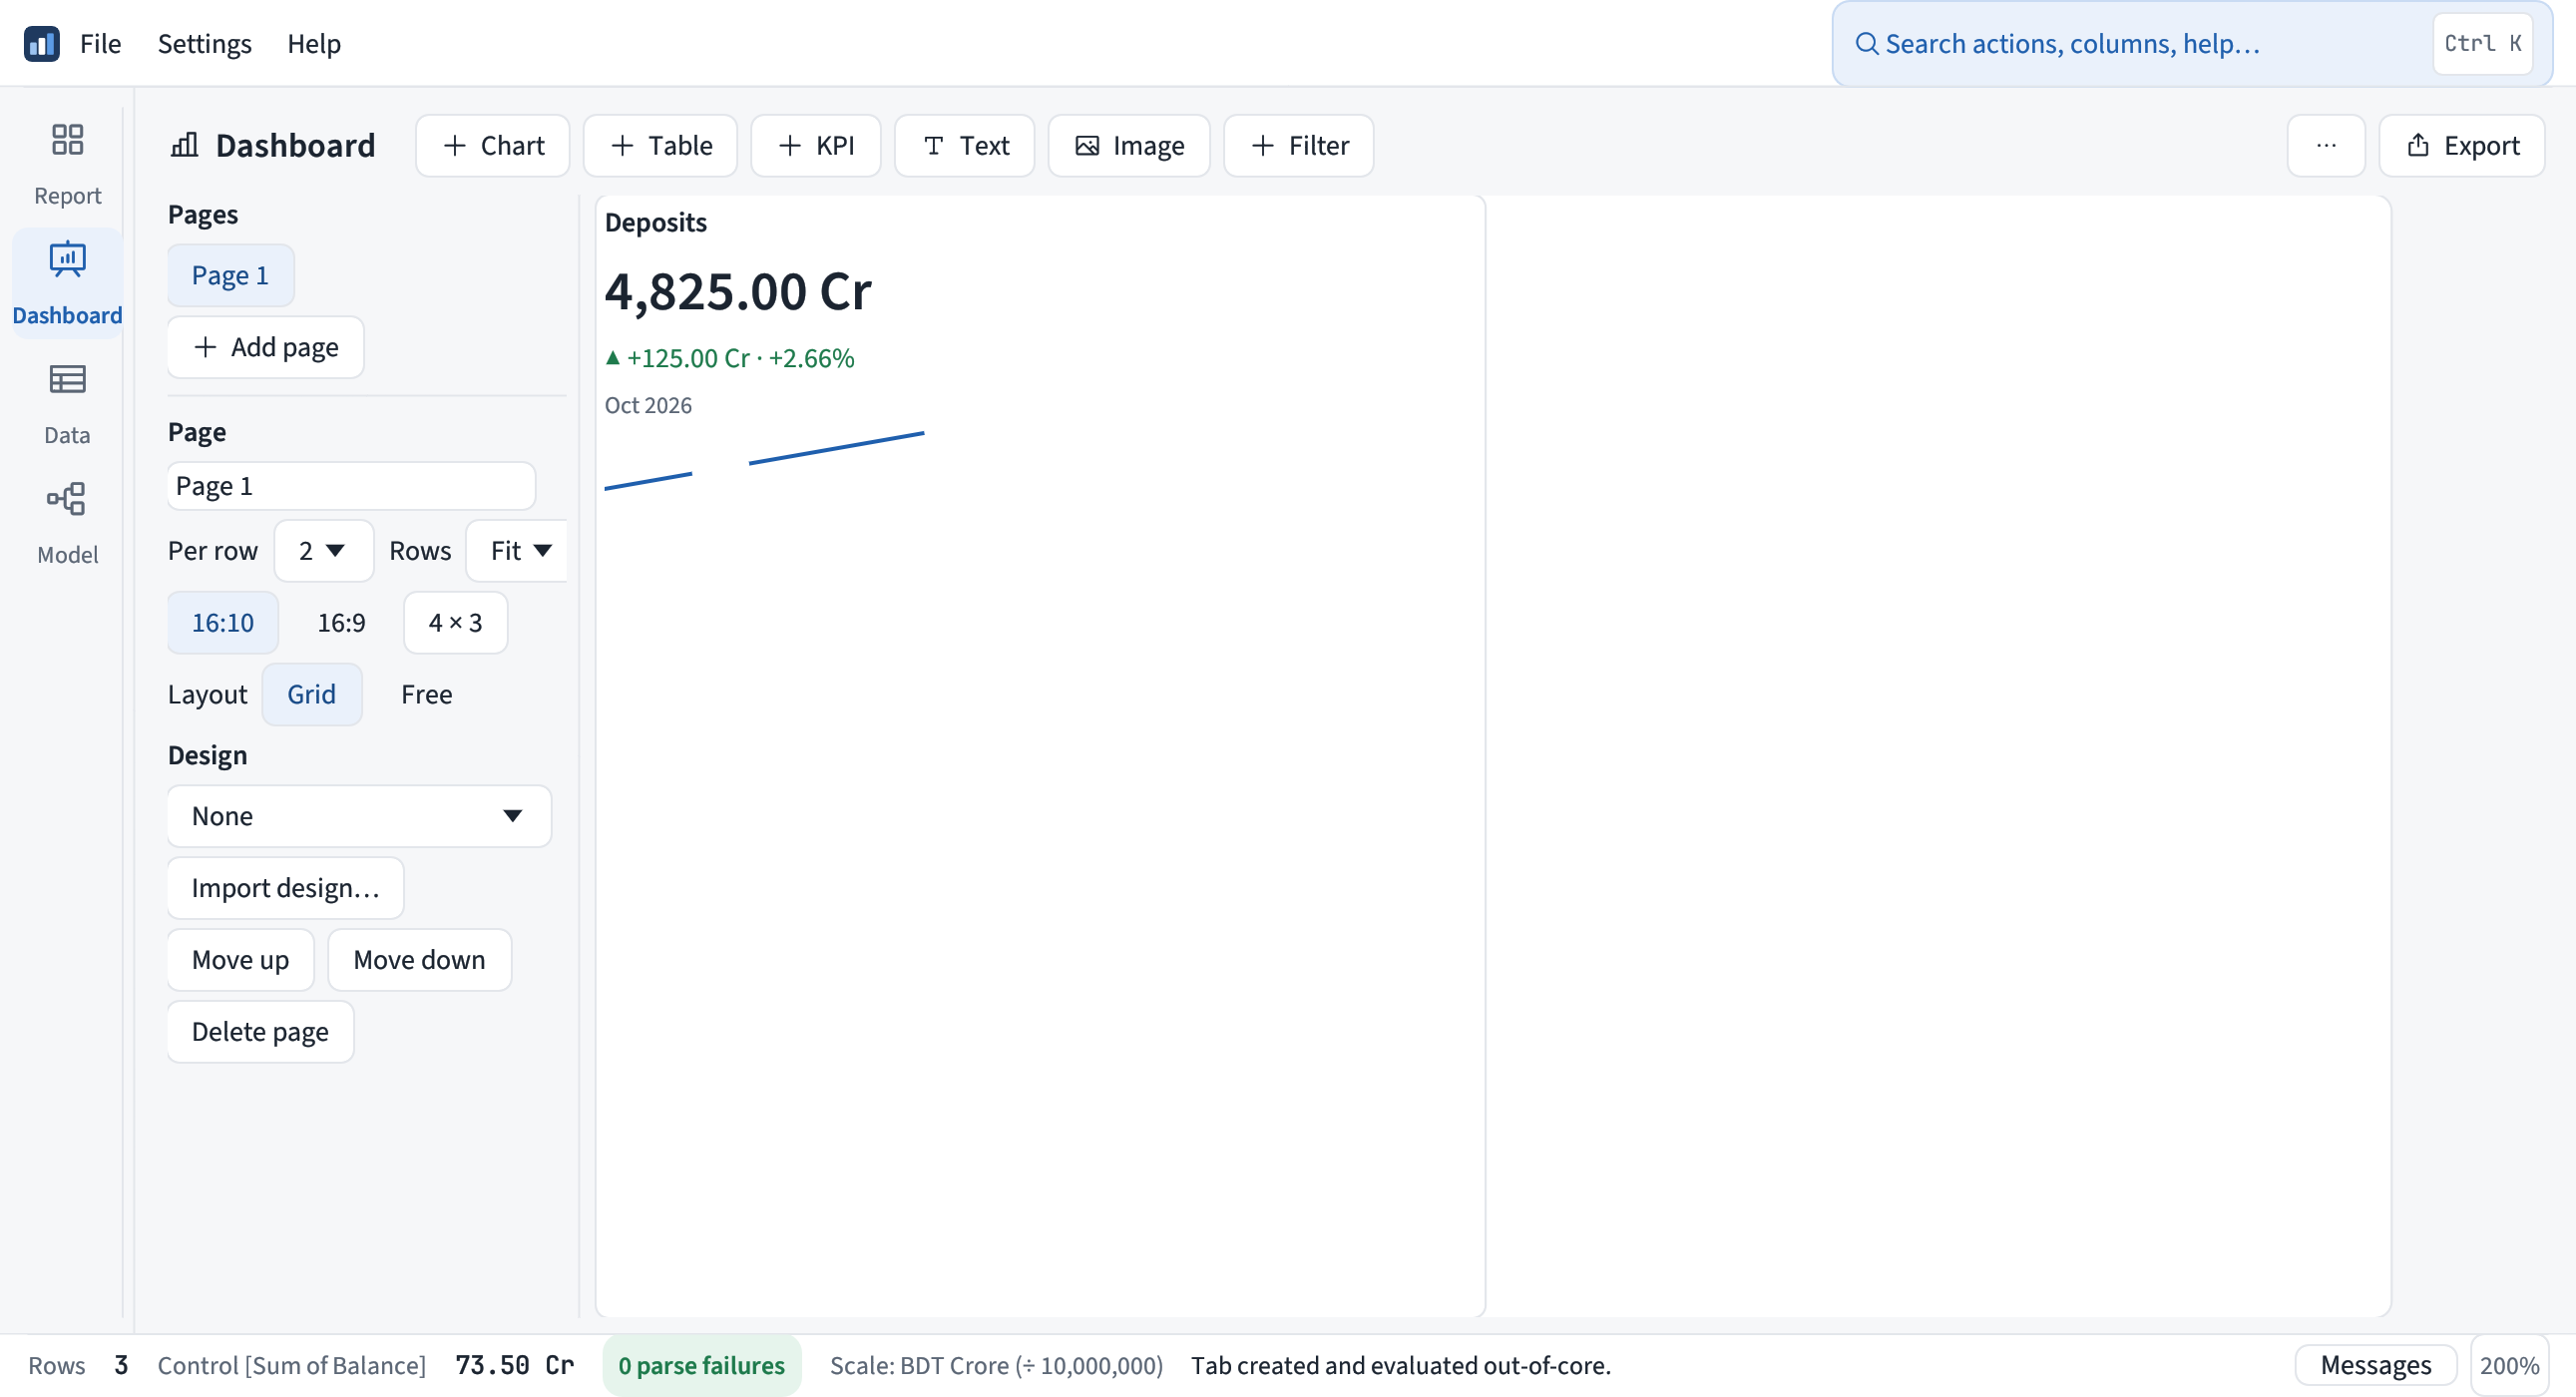 File Settings Help
Search actions, columns, help… Ctrl K
Report
Dashboard
Data
Model
Dashboard
Chart
Table
KPI
Text
Image
Filter
...
Export
Pages
Page 1
Add page
Page
Page 1
Per row 2 Rows Fit
16:10 16:9 4 × 3
Layout Grid Free
Design
None
Import design…
Move up Move down
Delete page
Deposits
4,825.00 Cr
▲ +125.00 Cr · +2.66%
Oct 2026
Rows 3 Control [Sum of Balance] 73.50 Cr 0 parse failures Scale: BDT Crore (÷ 10,000,000) Tab created and evaluated out-of-core. Messages 200%